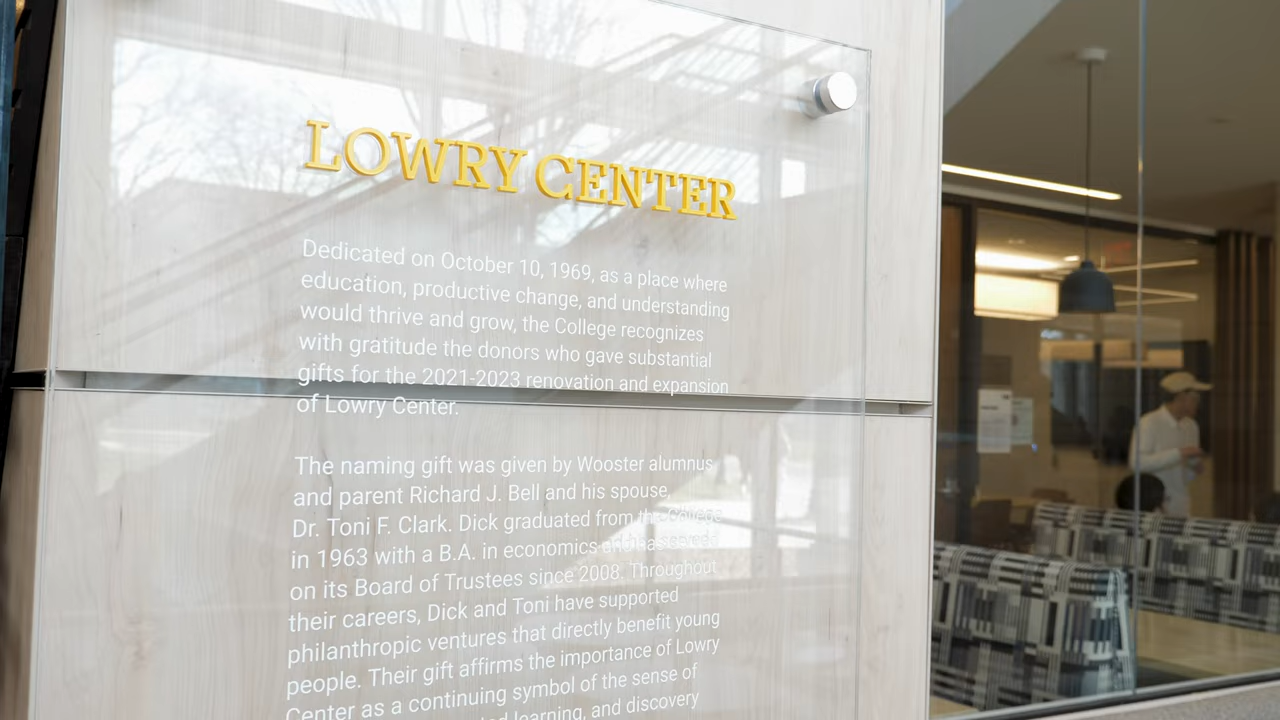 LOWRY CENTER
Dedicated on October 10, 1969, as a place where
education, productive change, and understanding
would thrive and grow, the College recognizes
with gratitude the donors who gave substantial
gifts for the 2021-2023 renovation and expansion
of Lowry Center.
The naming gift was given by Wooster alumnus
and parent Richard J. Bell and his spouse,
Dr. Toni F. Clark. Dick graduated from the College
in 1963 with a B.A. in economics and has served
on its Board of Trustees since 2008. Throughout
their careers, Dick and Toni have supported
philanthropic ventures that directly benefit young
people. Their gift affirms the importance of Lowry
Center as a continuing symbol of the sense of
learning, and discovery